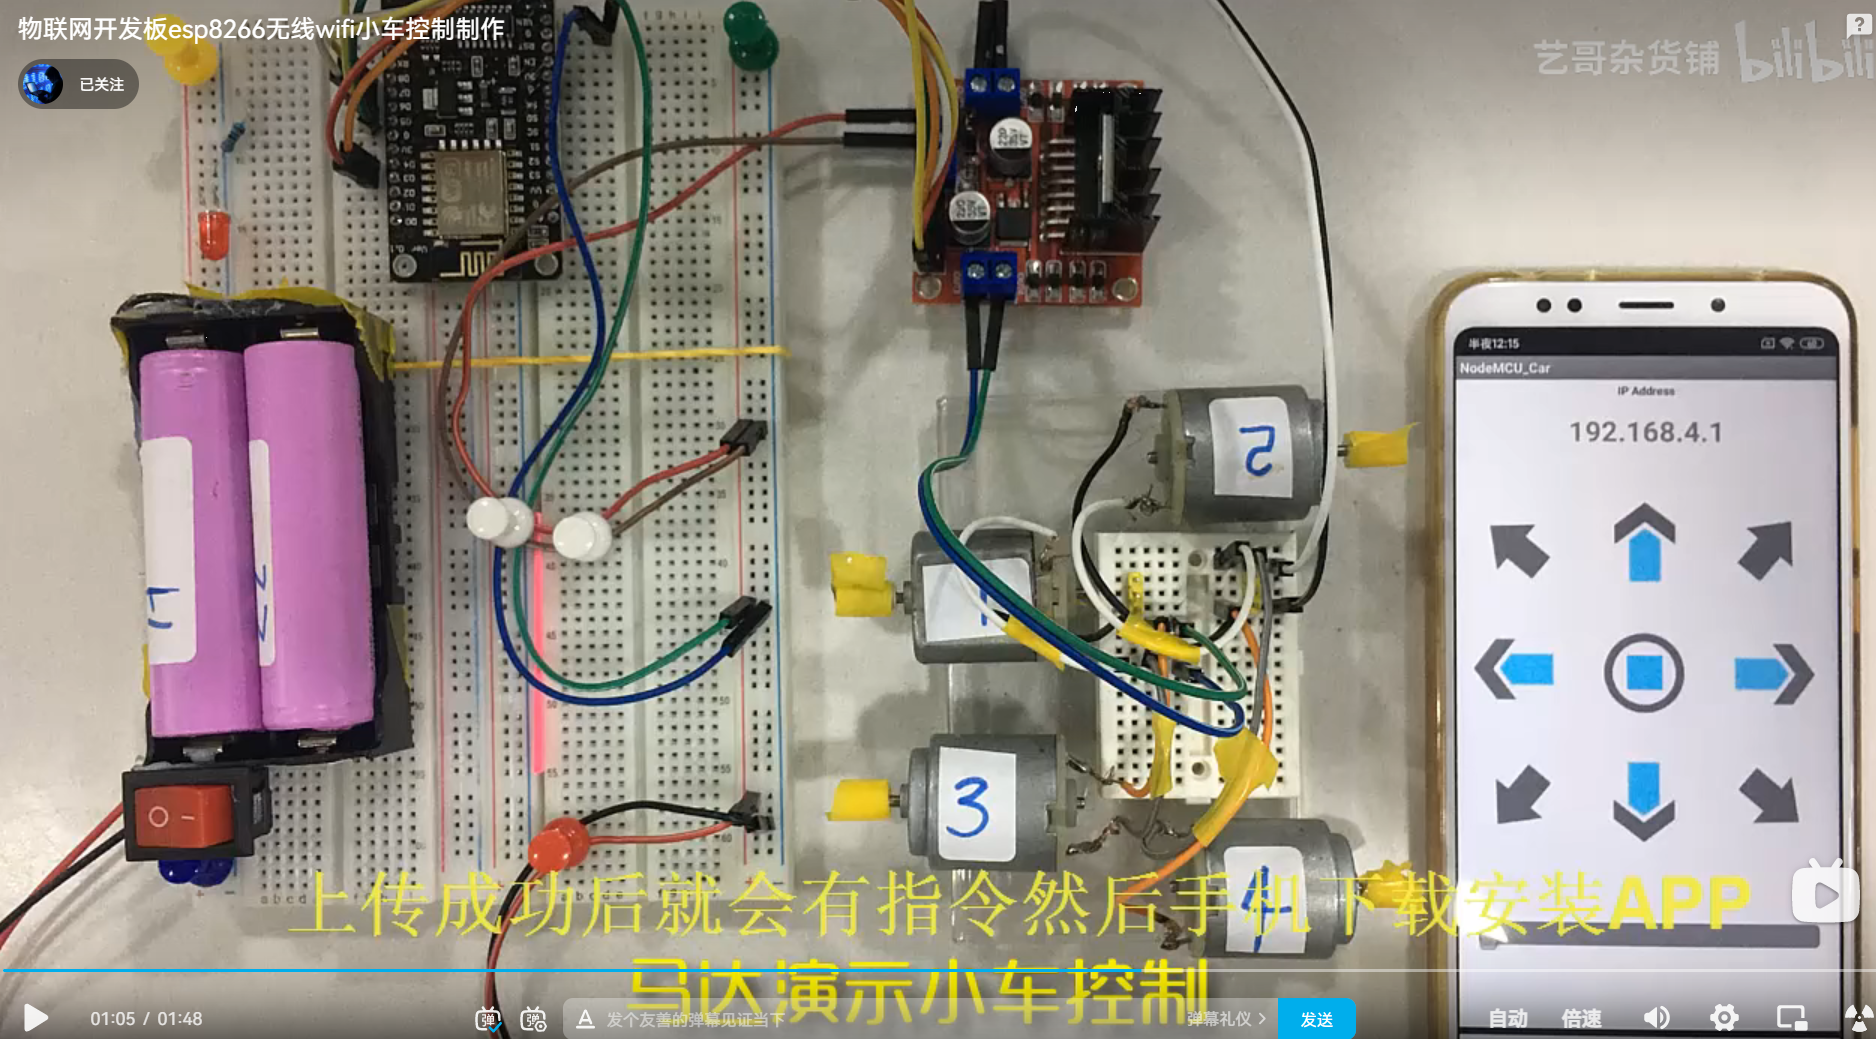 物联网开发板esp8266无线wifi小车控制制作
已关注
艺哥杂货铺 bilibili
半夜12:15
NodeMCU_Car
IP Address
192.168.4.1
2
1
3
4
上传成功后就会有指令然后手机下载安装APP
马达演示小车控制
01:05 / 01:48
弹
弹
A 发个友善的弹幕见证当下
弹幕礼仪 >
发送
自动
倍速